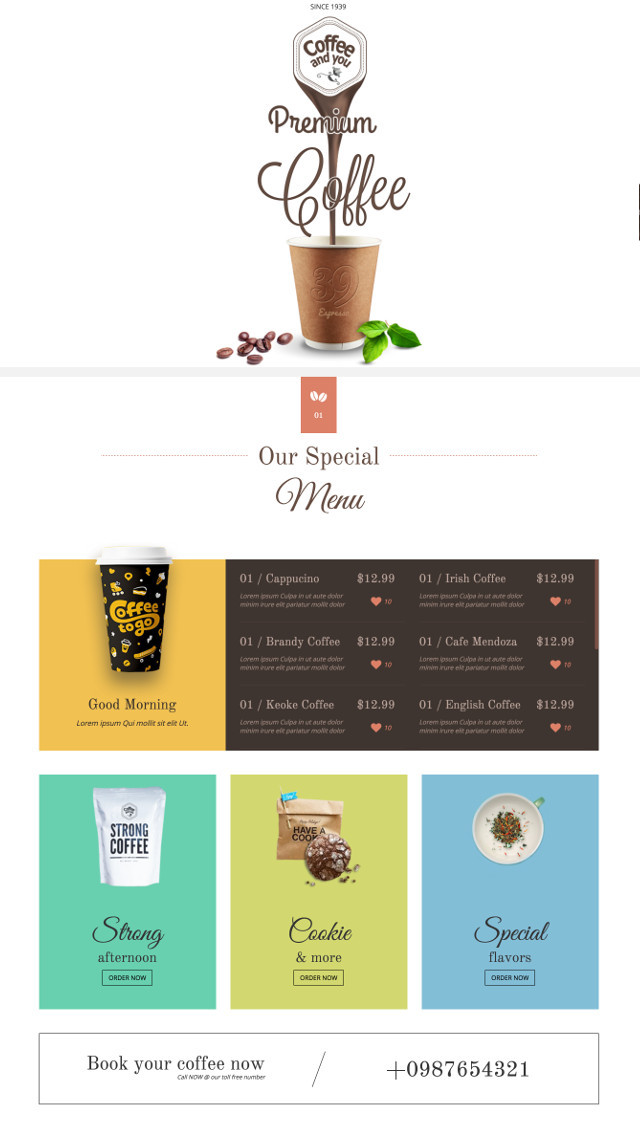 SINCE 1939
Coffee
and you
Premium
Coffee
39
Espresso
01
Our Special
Menu
Coffee
to go
Good Morning
Lorem ipsum Qui mollit sit elit Ut.
01 / Cappucino $12.99
Lorem ipsum Culpa in ut aute dolor
minim irure elit pariatur mollit dolor
10
01 / Irish Coffee $12.99
Lorem ipsum Culpa in ut aute dolor
minim irure elit pariatur mollit dolor
10
01 / Brandy Coffee $12.99
Lorem ipsum Culpa in ut aute dolor
minim irure elit pariatur mollit dolor
10
01 / Cafe Mendoza $12.99
Lorem ipsum Culpa in ut aute dolor
minim irure elit pariatur mollit dolor
10
01 / Keoke Coffee $12.99
Lorem ipsum Culpa in ut aute dolor
minim irure elit pariatur mollit dolor
10
01 / English Coffee $12.99
Lorem ipsum Culpa in ut aute dolor
minim irure elit pariatur mollit dolor
10
STRONG
COFFEE
Strong
afternoon
ORDER NOW
HAVE A
Cookie
& more
ORDER NOW
Special
flavors
ORDER NOW
Book your coffee now
Call NOW @ our toll free number
+0987654321